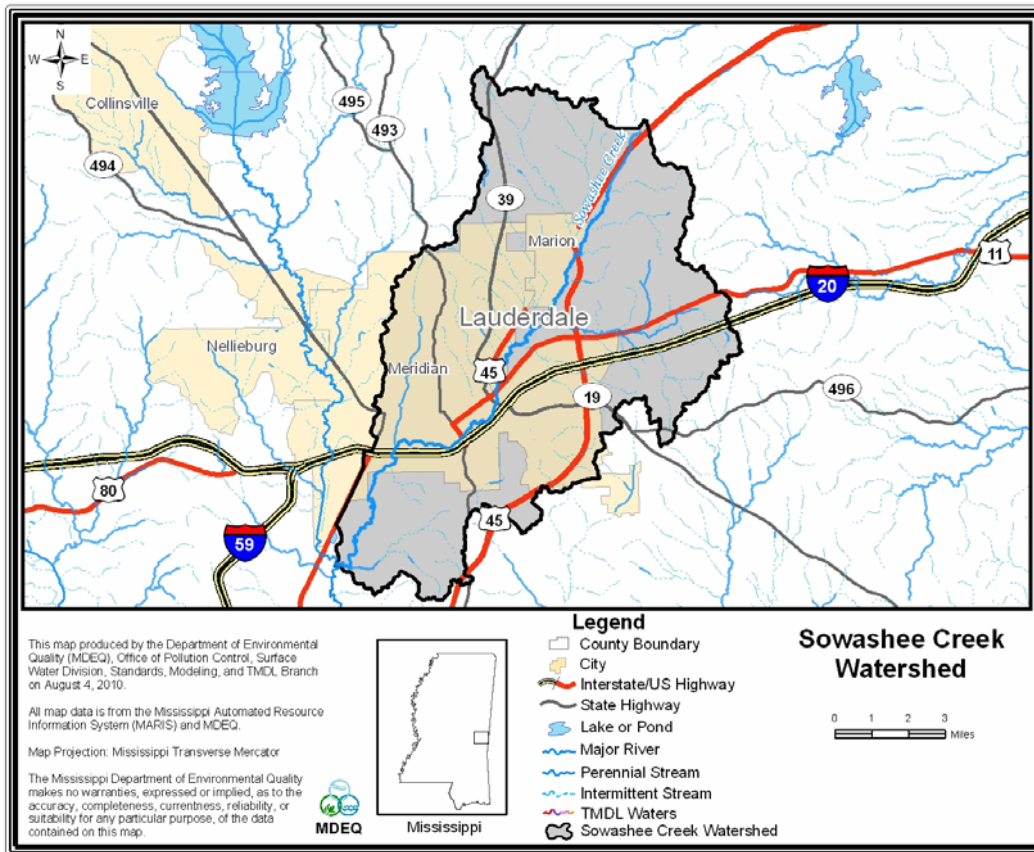 N
W E
S
Collinsville
495
493
494
39
Sowashee Creek
Marion
11
20
Lauderdale
Nellieburg
Meridian
45
19
496
80
45
59
This map produced by the Department of Environmental
Quality (MDEQ), Office of Pollution Control, Surface
Water Division, Standards, Modeling, and TMDL Branch
on August 4, 2010.
All map data is from the Mississippi Automated Resource
Information System (MARIS) and MDEQ.
Map Projection: Mississippi Transverse Mercator
The Mississippi Department of Environmental Quality
makes no warranties, expressed or implied, as to the
accuracy, completeness, currentness, reliability, or
suitability for any particular purpose, of the data
contained on this map.
MDEQ
Mississippi
Legend
County Boundary
City
Interstate/US Highway
State Highway
Lake or Pond
Major River
Perennial Stream
Intermittent Stream
TMDL Waters
Sowashee Creek Watershed
Sowashee Creek
Watershed
0 1 2 3
Miles